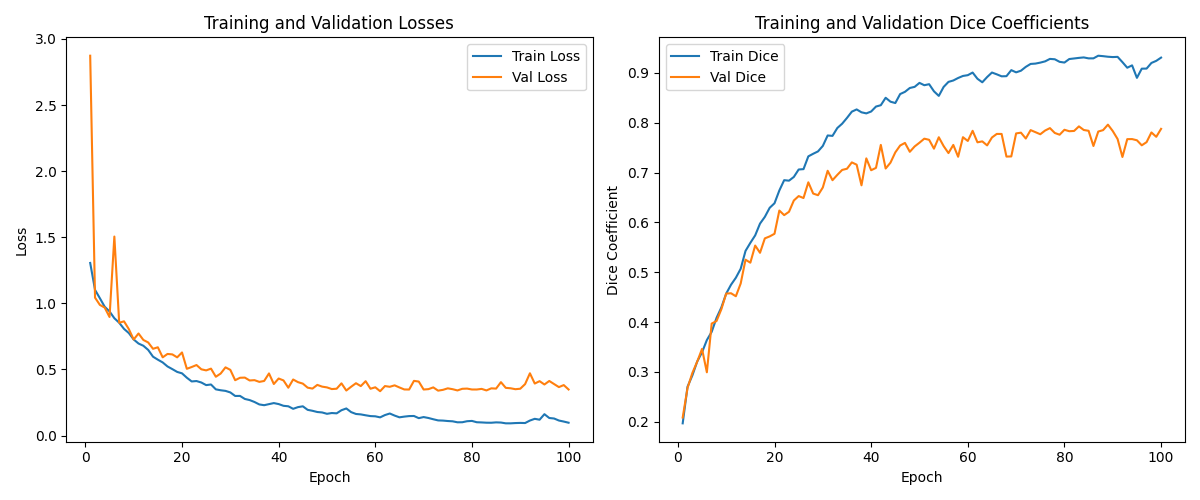 Training and Validation Losses
3.0
2.5
2.0
1.5
1.0
0.5
0.0
Loss
Train Loss
Val Loss
0 20 40 60 80 100
Epoch
Training and Validation Dice Coefficients
0.9
0.8
0.7
0.6
0.5
0.4
0.3
0.2
Dice Coefficient
Train Dice
Val Dice
0 20 40 60 80 100
Epoch